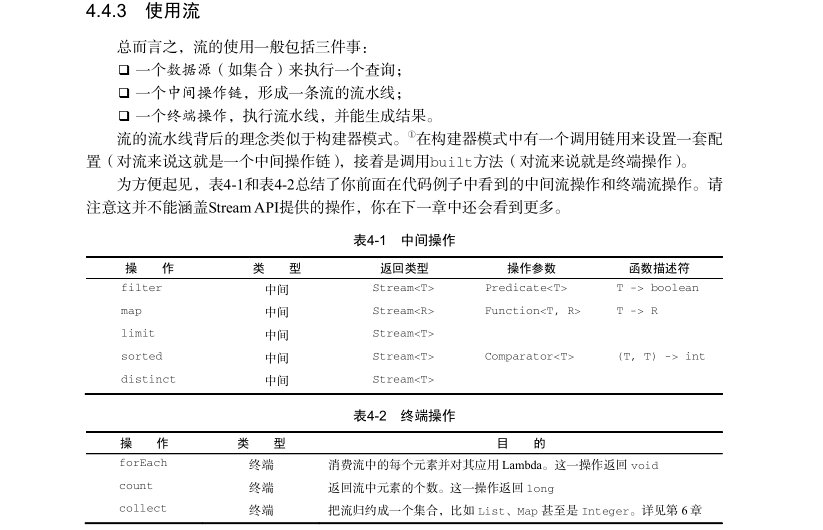 4.4.3 使用流
总而言之，流的使用一般包括三件事：
❑ 一个数据源（如集合）来执行一个查询；
❑ 一个中间操作链，形成一条流的流水线；
❑ 一个终端操作，执行流水线，并能生成结果。
流的流水线背后的理念类似于构建器模式。①在构建器模式中有一个调用链用来设置一套配
置（对流来说这就是一个中间操作链），接着是调用built方法（对流来说就是终端操作）。
为方便起见，表4-1和表4-2总结了你前面在代码例子中看到的中间流操作和终端流操作。请
注意这并不能涵盖Stream API提供的操作，你在下一章中还会看到更多。
表4-1 中间操作
操 作 类 型 返回类型 操作参数 函数描述符
filter 中间 Stream<T> Predicate<T> T -> boolean
map 中间 Stream<R> Function<T, R> T -> R
limit 中间 Stream<T>
sorted 中间 Stream<T> Comparator<T> (T, T) -> int
distinct 中间 Stream<T>
表4-2 终端操作
操 作 类 型 目 的
forEach 终端 消费流中的每个元素并对其应用 Lambda。这一操作返回 void
count 终端 返回流中元素的个数。这一操作返回 long
collect 终端 把流归约成一个集合，比如 List、Map 甚至是 Integer。详见第 6 章